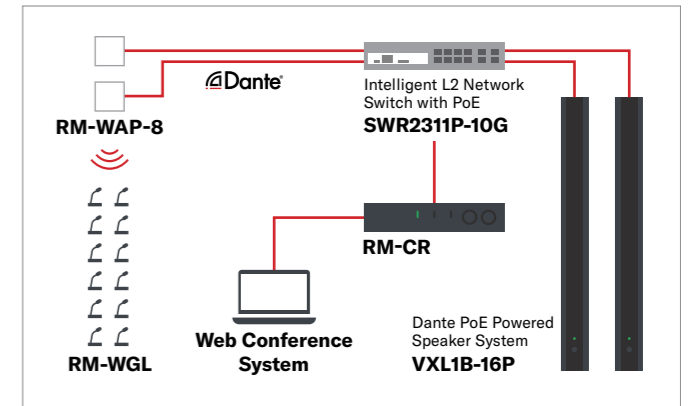 Dante
Intelligent L2 Network
Switch with PoE
SWR2311P-10G
RM-WAP-8
RM-CR
Web Conference
System
RM-WGL
Dante PoE Powered
Speaker System
VXL1B-16P